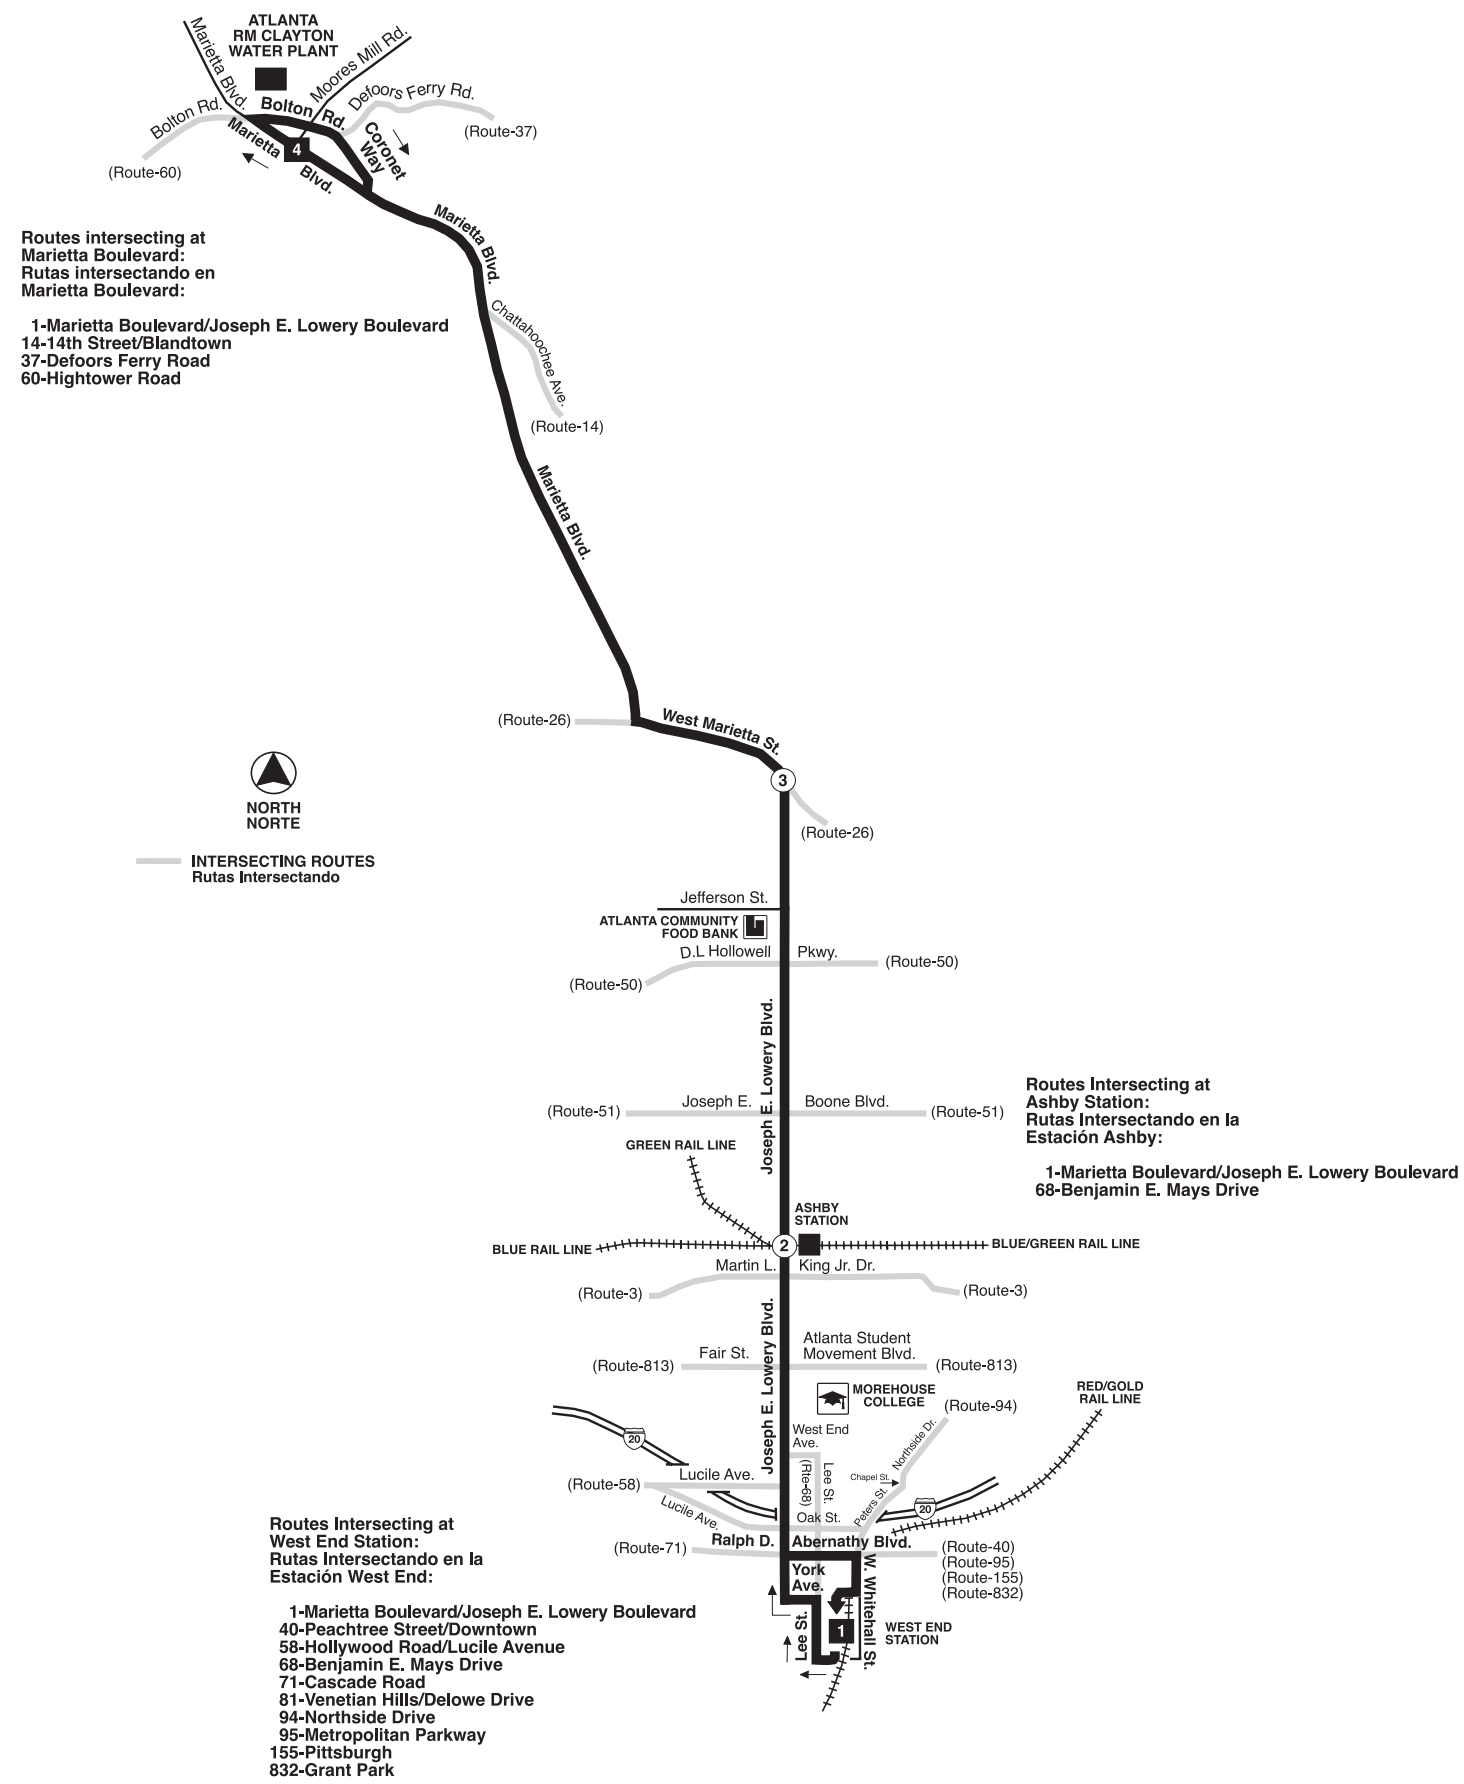 ATLANTA
RM CLAYTON
WATER PLANT
Marietta Blvd.
Moores Mill Rd.
Defoors Ferry Rd.
Bolton Rd.
Bolton Rd.
(Route-37)
Coronet
Way
Marietta
Blvd.
4
(Route-60)
Marietta Blvd.
Routes intersecting at
Marietta Boulevard:
Rutas intersectando en
Marietta Boulevard:
1-Marietta Boulevard/Joseph E. Lowery Boulevard
14-14th Street/Blandtown
37-Defoors Ferry Road
60-Hightower Road
Chattahoochee Ave.
(Route-14)
Marietta Blvd.
(Route-26)
West Marietta St.
3
(Route-26)
NORTH
NORTE
INTERSECTING ROUTES
Rutas Intersectando
Jefferson St.
ATLANTA COMMUNITY
FOOD BANK
D.L Hollowell Pkwy.
(Route-50)
(Route-50)
Joseph E. Lowery Blvd.
Joseph E. Boone Blvd.
(Route-51)
(Route-51)
GREEN RAIL LINE
Routes Intersecting at
Ashby Station:
Rutas Intersectando en la
Estación Ashby:
1-Marietta Boulevard/Joseph E. Lowery Boulevard
68-Benjamin E. Mays Drive
ASHBY
STATION
2
BLUE RAIL LINE
BLUE/GREEN RAIL LINE
Martin L. King Jr. Dr.
(Route-3)
(Route-3)
Joseph E. Lowery Blvd.
Fair St.
Atlanta Student
Movement Blvd.
(Route-813)
(Route-813)
MOREHOUSE
COLLEGE
RED/GOLD
RAIL LINE
(Route-94)
20
West End
Ave.
Northside Dr.
Lucile Ave.
(Route-58)
(Rte-68)
Lee St.
Chapel St.
Peters St.
20
Lucile Ave.
Oak St.
Ralph D. Abernathy Blvd.
(Route-71)
(Route-40)
(Route-95)
(Route-155)
(Route-832)
York
Ave.
W. Whitehall St.
Lee St.
1
WEST END
STATION
Routes Intersecting at
West End Station:
Rutas Intersectando en la
Estación West End:
1-Marietta Boulevard/Joseph E. Lowery Boulevard
40-Peachtree Street/Downtown
58-Hollywood Road/Lucile Avenue
68-Benjamin E. Mays Drive
71-Cascade Road
81-Venetian Hills/Delowe Drive
94-Northside Drive
95-Metropolitan Parkway
155-Pittsburgh
832-Grant Park